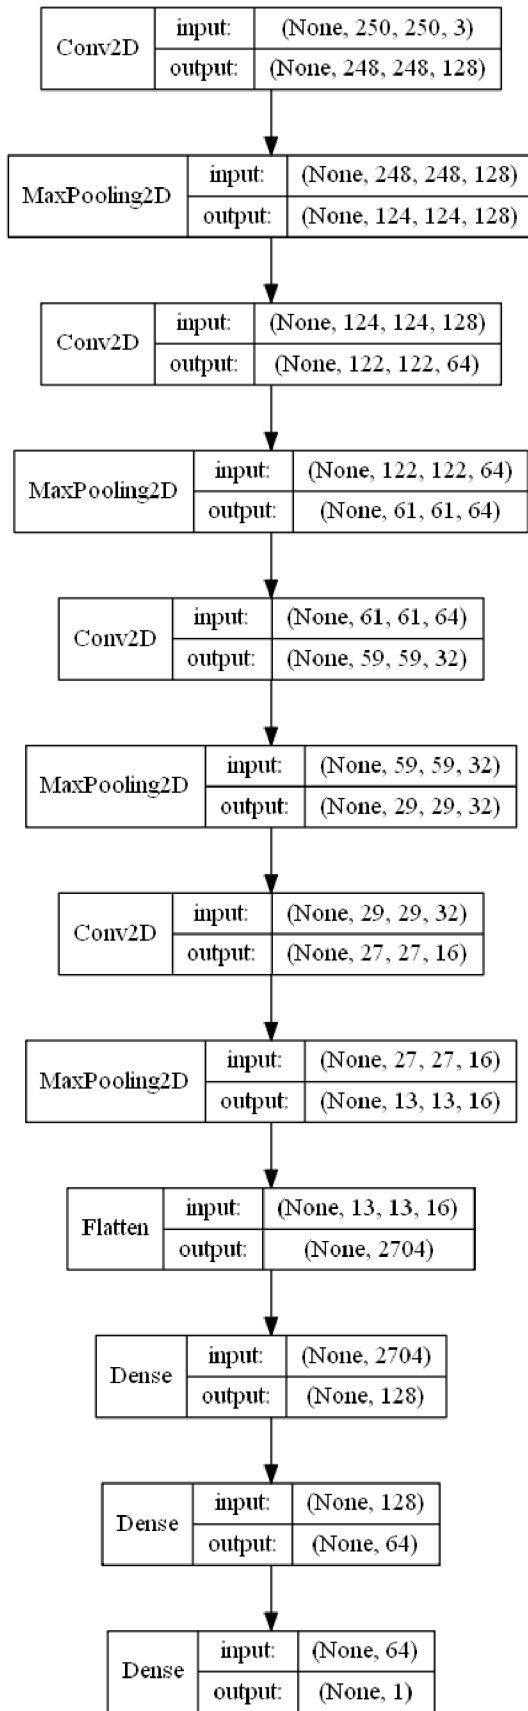 Conv2D
input: (None, 250, 250, 3)
output: (None, 248, 248, 128)
MaxPooling2D
input: (None, 248, 248, 128)
output: (None, 124, 124, 128)
Conv2D
input: (None, 124, 124, 128)
output: (None, 122, 122, 64)
MaxPooling2D
input: (None, 122, 122, 64)
output: (None, 61, 61, 64)
Conv2D
input: (None, 61, 61, 64)
output: (None, 59, 59, 32)
MaxPooling2D
input: (None, 59, 59, 32)
output: (None, 29, 29, 32)
Conv2D
input: (None, 29, 29, 32)
output: (None, 27, 27, 16)
MaxPooling2D
input: (None, 27, 27, 16)
output: (None, 13, 13, 16)
Flatten
input: (None, 13, 13, 16)
output: (None, 2704)
Dense
input: (None, 2704)
output: (None, 128)
Dense
input: (None, 128)
output: (None, 64)
Dense
input: (None, 64)
output: (None, 1)